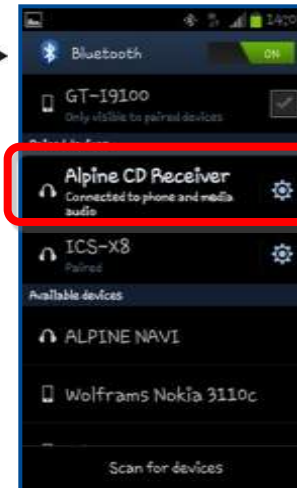 14:20
Bluetooth
ON
GT-I9100
Only visible to paired devices
Alpine CD Receiver
Connected to phone and media
audio
ICS-X8
Paired
Available devices
ALPINE NAVI
Wolframs Nokia 3110c
Scan for devices